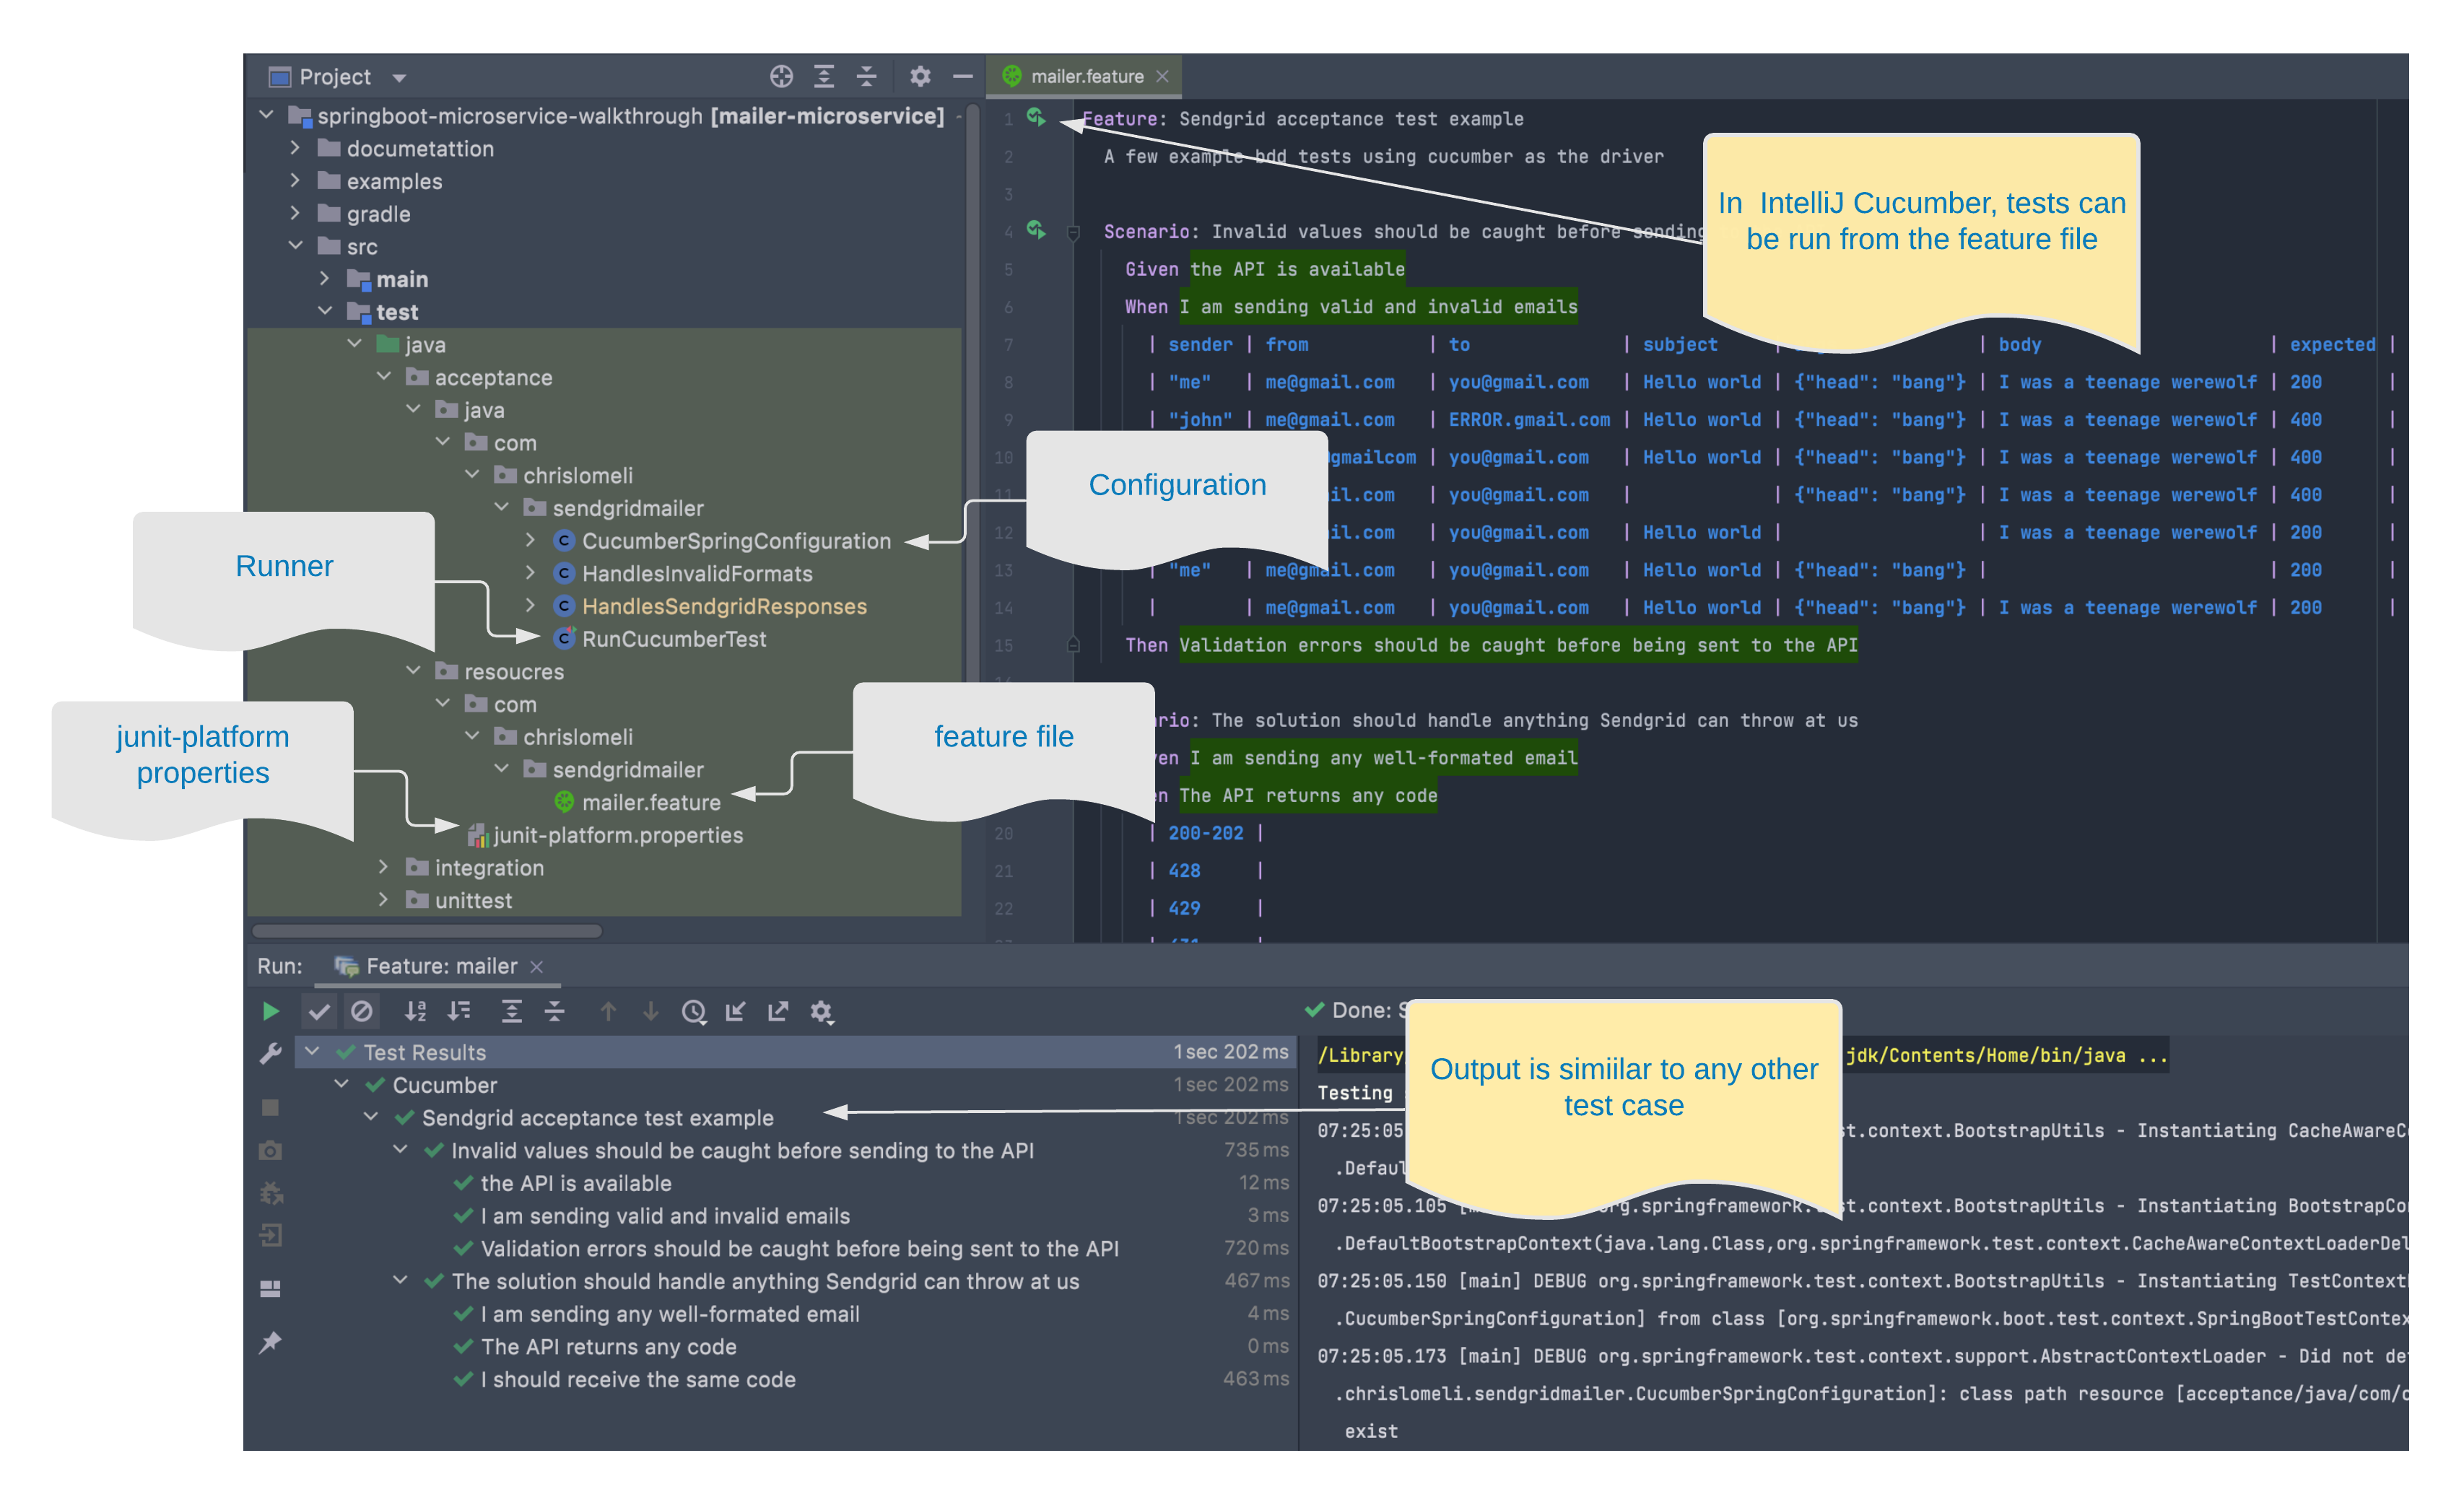 Project
springboot-microservice-walkthrough [mailer-microservice]
documetattion
examples
gradle
src
main
test
java
acceptance
java
com
chrislomeli
sendgridmailer
CucumberSpringConfiguration
HandlesInvalidFormats
HandlesSendgridResponses
RunCucumberTest
resoucres
com
chrislomeli
sendgridmailer
mailer.feature
junit-platform.properties
integration
unittest
Runner
junit-platform
properties
Configuration
feature file
mailer.feature
1 Feature: Sendgrid acceptance test example
2 A few example bdd tests using cucumber as the driver
3
4 Scenario: Invalid values should be caught before sending
5 Given the API is available
6 When I am sending valid and invalid emails
7 | sender | from | to | subject | | body | expected |
8 | "me" | me@gmail.com | you@gmail.com | Hello world | {"head": "bang"} | I was a teenage werewolf | 200 |
9 | "john" | me@gmail.com | ERROR.gmail.com | Hello world | {"head": "bang"} | I was a teenage werewolf | 400 |
10 gmailcom | you@gmail.com | Hello world | {"head": "bang"} | I was a teenage werewolf | 400 |
11 il.com | you@gmail.com | | {"head": "bang"} | I was a teenage werewolf | 400 |
12 il.com | you@gmail.com | Hello world | | I was a teenage werewolf | 200 |
13 | "me" | me@gmail.com | you@gmail.com | Hello world | {"head": "bang"} | | 200 |
14 | | me@gmail.com | you@gmail.com | Hello world | {"head": "bang"} | I was a teenage werewolf | 200 |
15 Then Validation errors should be caught before being sent to the API
rio: The solution should handle anything Sendgrid can throw at us
en I am sending any well-formated email
n The API returns any code
20 | 200-202 |
21 | 428 |
22 | 429 |
In IntelliJ Cucumber, tests can
be run from the feature file
Run: Feature: mailer
Test Results 1 sec 202 ms
Cucumber 1 sec 202 ms
Sendgrid acceptance test example 1 sec 202 ms
Invalid values should be caught before sending to the API 735 ms
the API is available 12 ms
I am sending valid and invalid emails 3 ms
Validation errors should be caught before being sent to the API 720 ms
The solution should handle anything Sendgrid can throw at us 467 ms
I am sending any well-formated email 4 ms
The API returns any code 0 ms
I should receive the same code 463 ms
Done:
/Library jdk/Contents/Home/bin/java ...
Testing
07:25:05 st.context.BootstrapUtils - Instantiating CacheAwareC
.Defaul
07:25:05.105 [m rg.springframework.test.context.BootstrapUtils - Instantiating BootstrapCo
.DefaultBootstrapContext(java.lang.Class,org.springframework.test.context.CacheAwareContextLoaderDel
07:25:05.150 [main] DEBUG org.springframework.test.context.BootstrapUtils - Instantiating TestContext
.CucumberSpringConfiguration] from class [org.springframework.boot.test.context.SpringBootTestContex
07:25:05.173 [main] DEBUG org.springframework.test.context.support.AbstractContextLoader - Did not de
.chrislomeli.sendgridmailer.CucumberSpringConfiguration]: class path resource [acceptance/java/com/c
exist
Output is simiilar to any other
test case